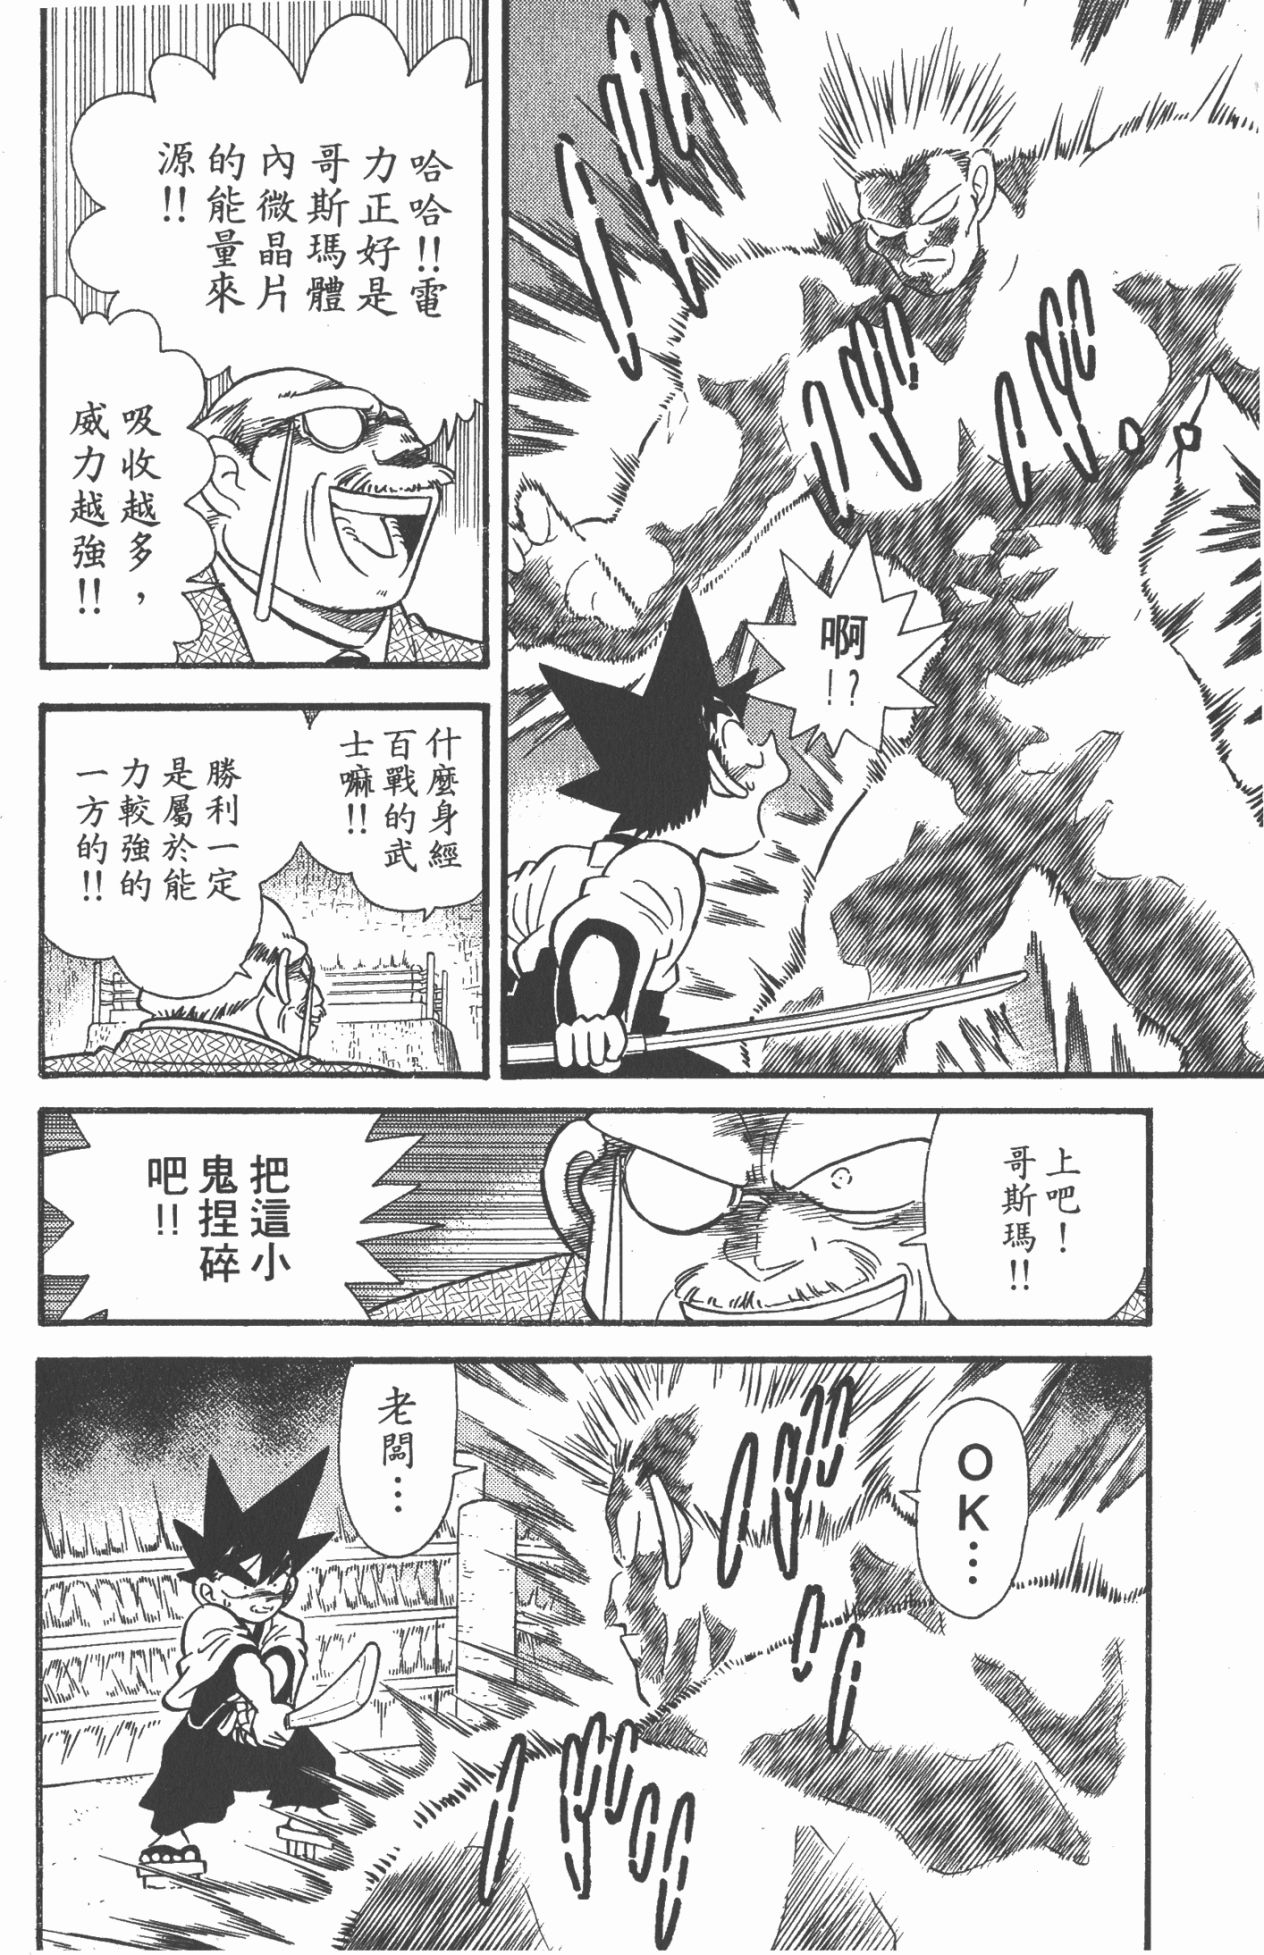 啊
!?
哈哈!!電
力正好是
哥斯瑪體
內微晶片
的能量來
源!!
吸收越多，
威力越強!!
什麼身經
百戰的武
士嘛!!
勝利一定
是屬於能
力較強的
一方的!!
上吧!
哥斯瑪!!
把這小
鬼捏碎
吧!!
OK…
老闆…